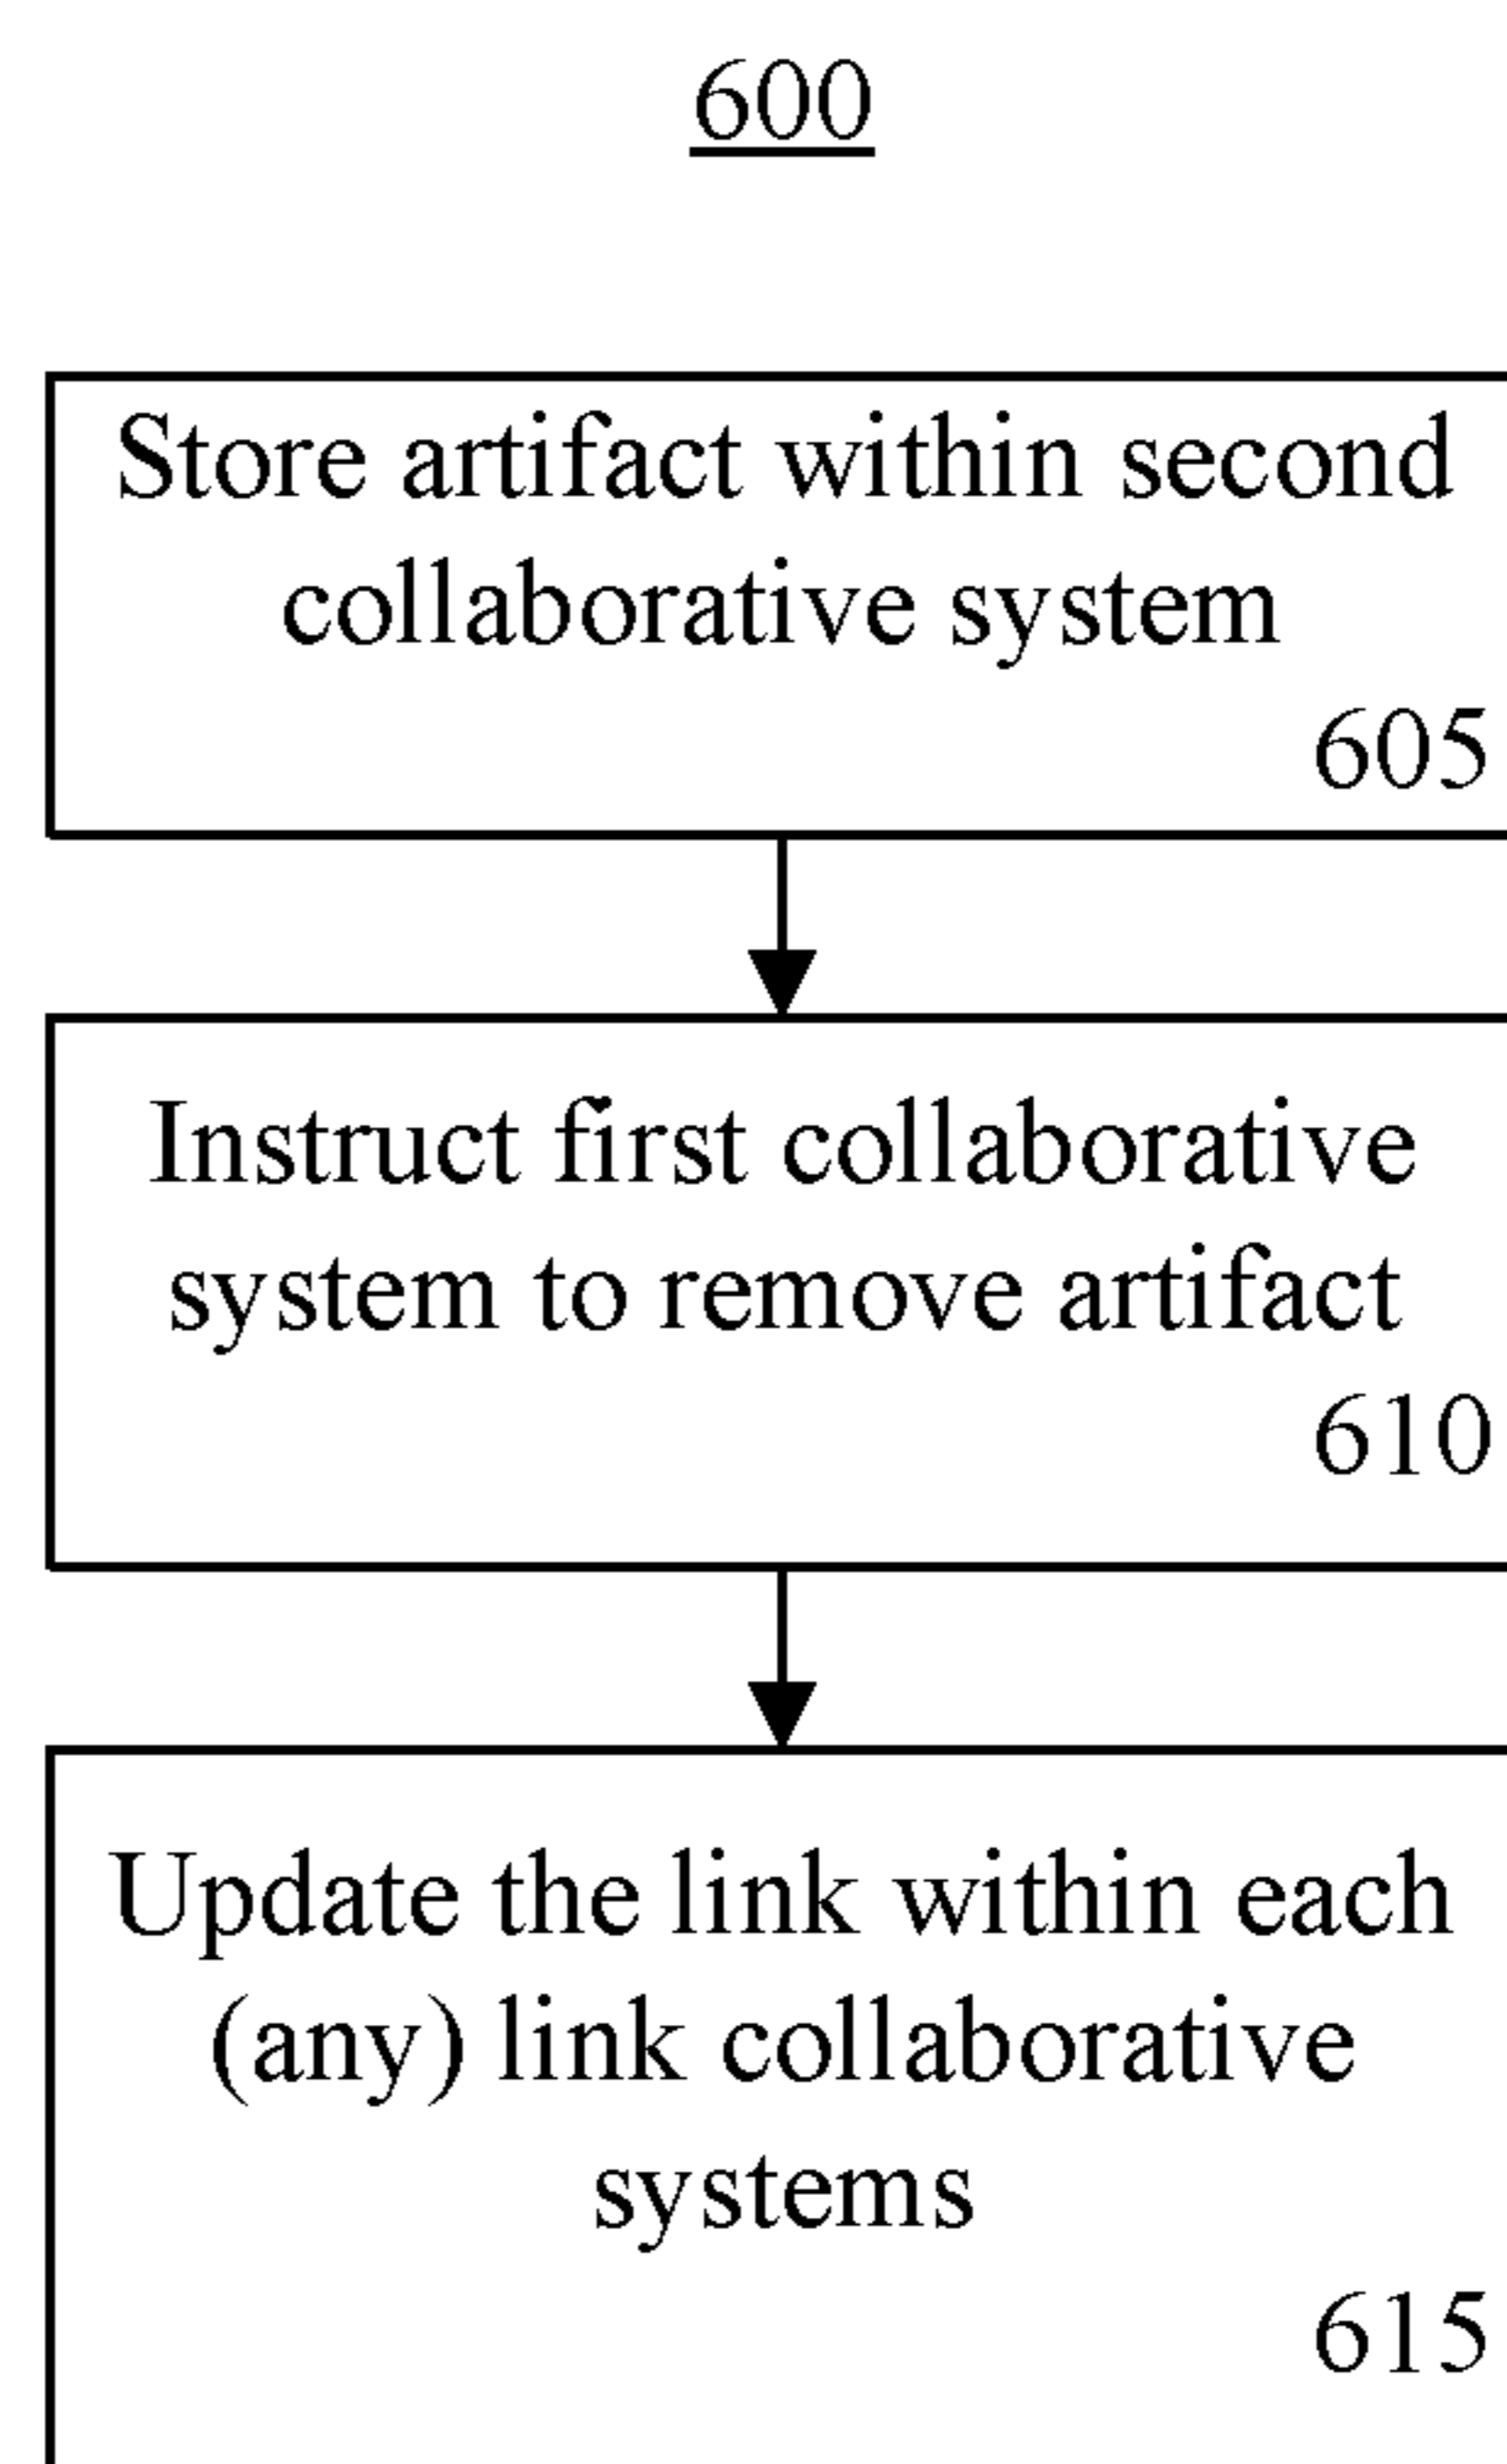 600
Store artifact within second
collaborative system
605
Instruct first collaborative
system to remove artifact
610
Update the link within each
(any) link collaborative
systems
615